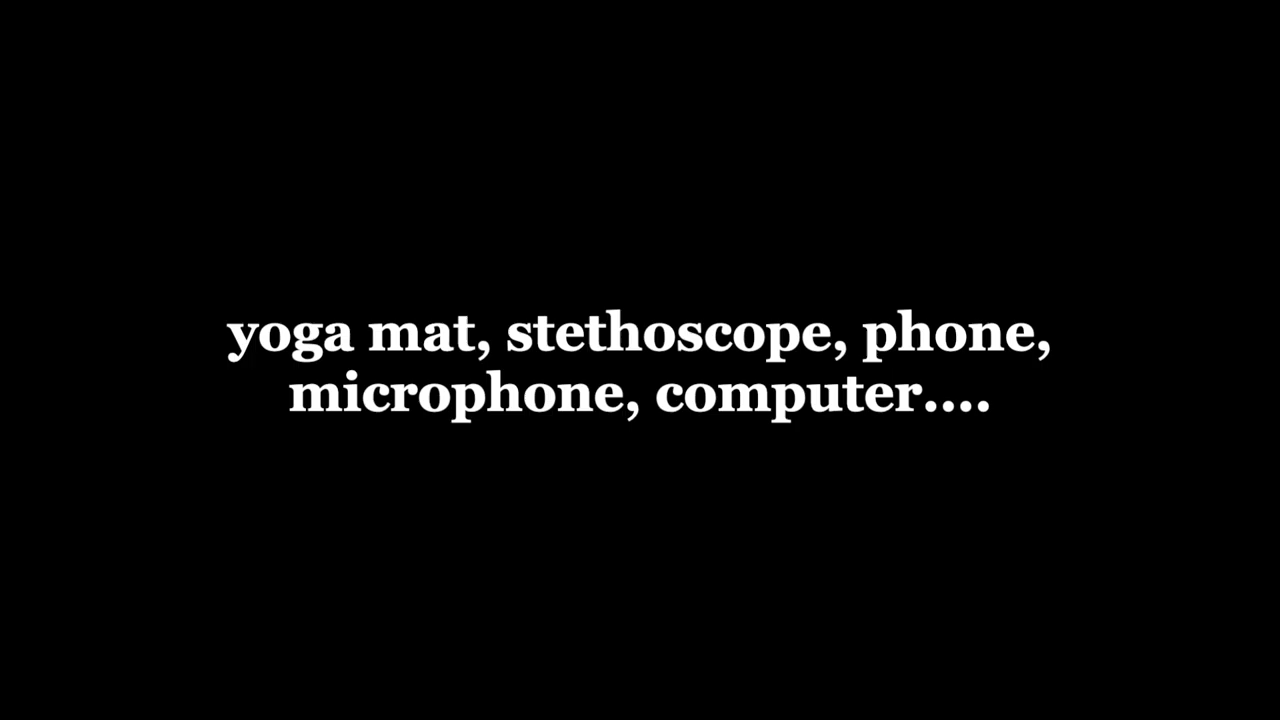 yoga mat, stethoscope, phone,
microphone, computer....